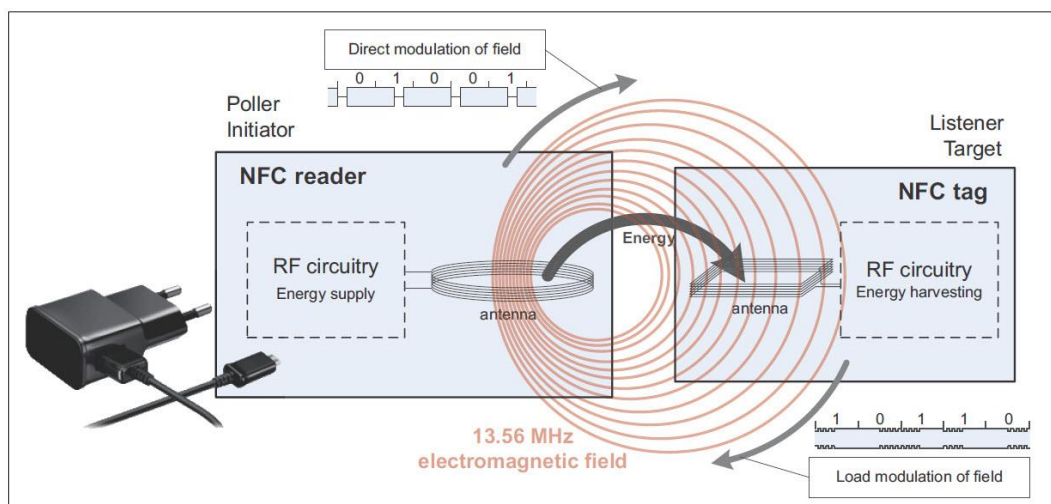 Direct modulation of field
0 1 0 0 1
Poller
Initiator
Listener
Target
NFC reader
NFC tag
Energy
RF circuitry
Energy supply
antenna
antenna
RF circuitry
Energy harvesting
13.56 MHz
electromagnetic field
1 0 1 1 0
Load modulation of field